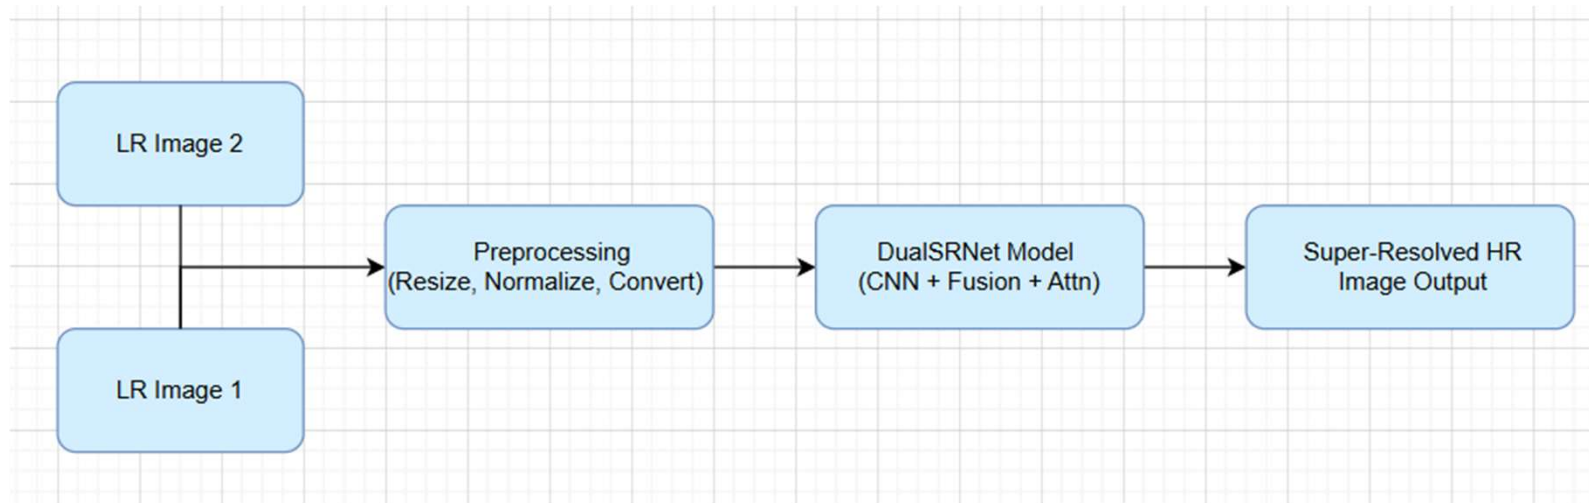 LR Image 2
LR Image 1
Preprocessing
(Resize, Normalize, Convert)
DualSRNet Model
(CNN + Fusion + Attn)
Super-Resolved HR
Image Output